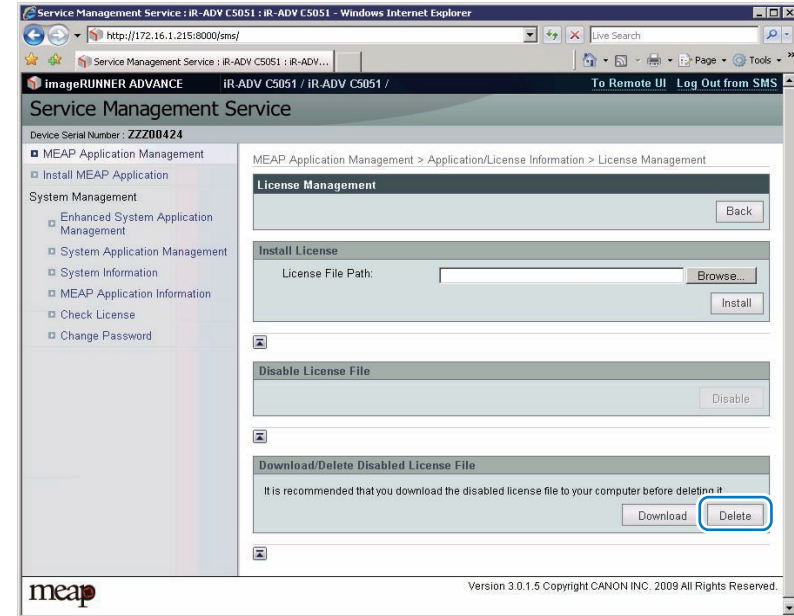 Service Management Service : iR-ADV C5051 : iR-ADV C5051 - Windows Internet Explorer
http://172.16.1.215:8000/sms/
Live Search
Service Management Service : iR-ADV C5051 : iR-ADV...
Page
Tools
imageRUNNER ADVANCE iR-ADV C5051 / iR-ADV C5051 / To Remote UI Log Out from SMS
Service Management Service
Device Serial Number : ZZZ00424
MEAP Application Management
Install MEAP Application
System Management
Enhanced System Application
Management
System Application Management
System Information
MEAP Application Information
Check License
Change Password
MEAP Application Management > Application/License Information > License Management
License Management
Back
Install License
License File Path:
Browse...
Install
Disable License File
Disable
Download/Delete Disabled License File
It is recommended that you download the disabled license file to your computer before deleting it
Download
Delete
meap
Version 3.0.1.5 Copyright CANON INC. 2009 All Rights Reserved.